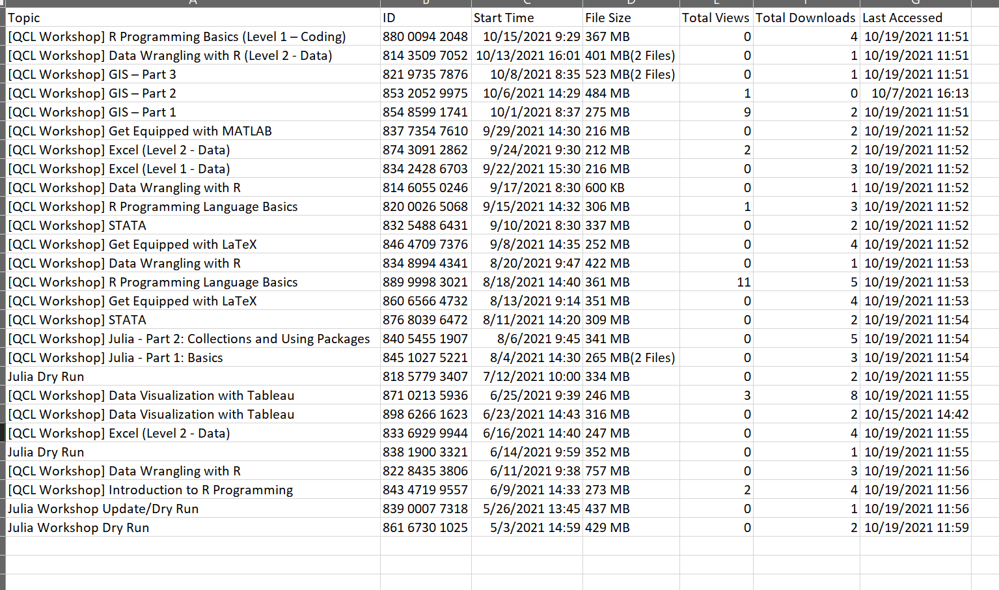 Topic ID Start Time File Size Total Views Total Downloads Last Accessed
[QCL Workshop] R Programming Basics (Level 1 – Coding) 880 0094 2048 10/15/2021 9:29 367 MB 0 4 10/19/2021 11:51
[QCL Workshop] Data Wrangling with R (Level 2 - Data) 814 3509 7052 10/13/2021 16:01 401 MB(2 Files) 0 1 10/19/2021 11:51
[QCL Workshop] GIS – Part 3 821 9735 7876 10/8/2021 8:35 523 MB(2 Files) 0 1 10/19/2021 11:51
[QCL Workshop] GIS – Part 2 853 2052 9975 10/6/2021 14:29 484 MB 1 0 10/7/2021 16:13
[QCL Workshop] GIS – Part 1 854 8599 1741 10/1/2021 8:37 275 MB 9 2 10/19/2021 11:51
[QCL Workshop] Get Equipped with MATLAB 837 7354 7610 9/29/2021 14:30 216 MB 0 2 10/19/2021 11:52
[QCL Workshop] Excel (Level 2 - Data) 874 3091 2862 9/24/2021 9:30 212 MB 2 2 10/19/2021 11:52
[QCL Workshop] Excel (Level 1 - Data) 834 2428 6703 9/22/2021 15:30 216 MB 0 3 10/19/2021 11:52
[QCL Workshop] Data Wrangling with R 814 6055 0246 9/17/2021 8:30 600 KB 0 1 10/19/2021 11:52
[QCL Workshop] R Programming Language Basics 820 0026 5068 9/15/2021 14:32 306 MB 1 3 10/19/2021 11:52
[QCL Workshop] STATA 832 5488 6431 9/10/2021 8:30 337 MB 0 2 10/19/2021 11:52
[QCL Workshop] Get Equipped with LaTeX 846 4709 7376 9/8/2021 14:35 252 MB 0 4 10/19/2021 11:52
[QCL Workshop] Data Wrangling with R 834 8994 4341 8/20/2021 9:47 422 MB 0 1 10/19/2021 11:53
[QCL Workshop] R Programming Language Basics 889 9998 3021 8/18/2021 14:40 361 MB 11 5 10/19/2021 11:53
[QCL Workshop] Get Equipped with LaTeX 860 6566 4732 8/13/2021 9:14 351 MB 0 4 10/19/2021 11:53
[QCL Workshop] STATA 876 8039 6472 8/11/2021 14:20 309 MB 0 2 10/19/2021 11:54
[QCL Workshop] Julia - Part 2: Collections and Using Packages 840 5455 1907 8/6/2021 9:45 341 MB 0 5 10/19/2021 11:54
[QCL Workshop] Julia - Part 1: Basics 845 1027 5221 8/4/2021 14:30 265 MB(2 Files) 0 3 10/19/2021 11:54
Julia Dry Run 818 5779 3407 7/12/2021 10:00 334 MB 0 2 10/19/2021 11:55
[QCL Workshop] Data Visualization with Tableau 871 0213 5936 6/25/2021 9:39 246 MB 3 8 10/19/2021 11:55
[QCL Workshop] Data Visualization with Tableau 898 6266 1623 6/23/2021 14:43 316 MB 0 2 10/15/2021 14:42
[QCL Workshop] Excel (Level 2 - Data) 833 6929 9944 6/16/2021 14:40 247 MB 0 4 10/19/2021 11:55
Julia Dry Run 838 1900 3321 6/14/2021 9:59 352 MB 0 1 10/19/2021 11:55
[QCL Workshop] Data Wrangling with R 822 8435 3806 6/11/2021 9:38 757 MB 0 3 10/19/2021 11:56
[QCL Workshop] Introduction to R Programming 843 4719 9557 6/9/2021 14:33 273 MB 2 4 10/19/2021 11:56
Julia Workshop Update/Dry Run 839 0007 7318 5/26/2021 13:45 437 MB 0 1 10/19/2021 11:56
Julia Workshop Dry Run 861 6730 1025 5/3/2021 14:59 429 MB 0 2 10/19/2021 11:59